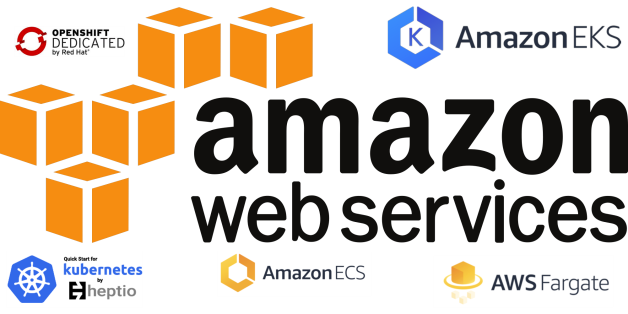 OPENSHIFT
DEDICATED
by Red Hat®
Amazon EKS
amazon
web services
Quick Start for
kubernetes
by
heptio
Amazon ECS
AWS Fargate